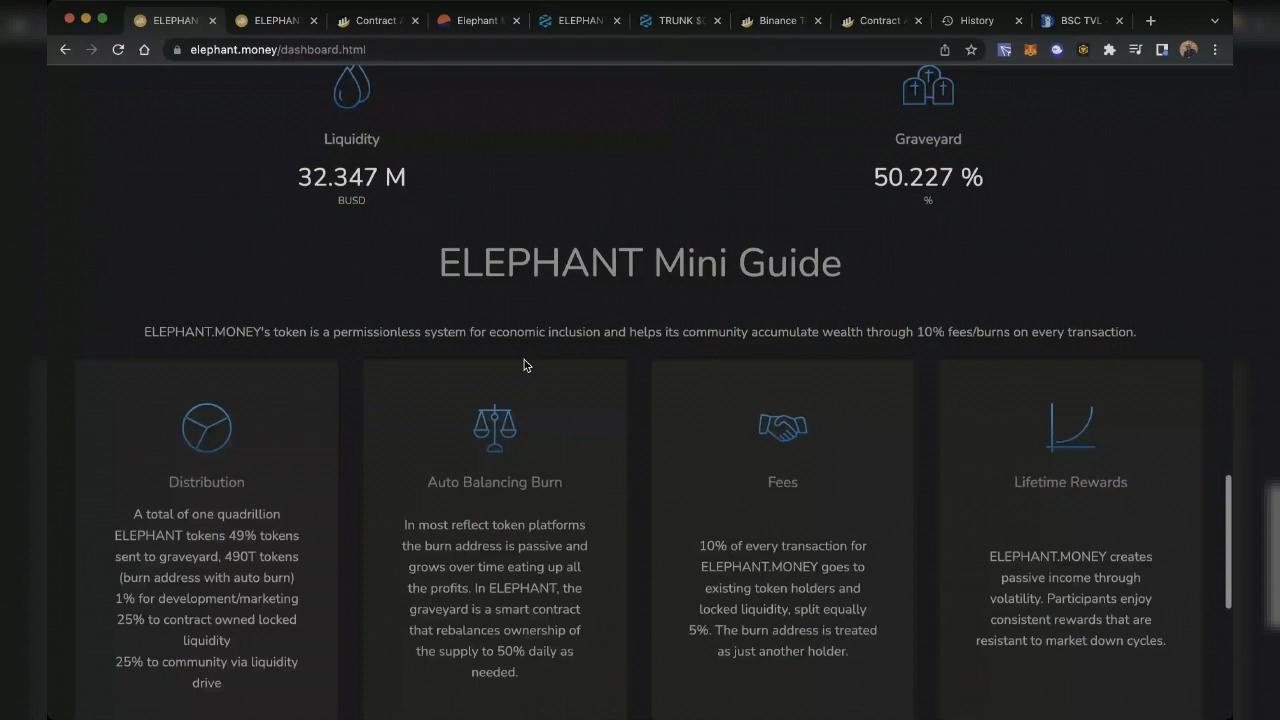 ELEPHANT
ELEPHANT
Contract
Elephant
ELEPHANT
TRUNK $
Binance T
Contract
History
BSC TVL
elephant.money/dashboard.html
Liquidity
Graveyard
32.347 M
50.227 %
BUSD
%
ELEPHANT Mini Guide
ELEPHANT.MONEY's token is a permissionless system for economic inclusion and helps its community accumulate wealth through 10% fees/burns on every transaction.
Distribution
A total of one quadrillion
ELEPHANT tokens 49% tokens
sent to graveyard, 490T tokens
(burn address with auto burn)
1% for development/marketing
25% to contract owned locked
liquidity
25% to community via liquidity
drive
Auto Balancing Burn
In most reflect token platforms
the burn address is passive and
grows over time eating up all
the profits. In ELEPHANT, the
graveyard is a smart contract
that rebalances ownership of
the supply to 50% daily as
needed.
Fees
10% of every transaction for
ELEPHANT.MONEY goes to
existing token holders and
locked liquidity, split equally
5%. The burn address is treated
as just another holder.
Lifetime Rewards
ELEPHANT.MONEY creates
passive income through
volatility. Participants enjoy
consistent rewards that are
resistant to market down cycles.